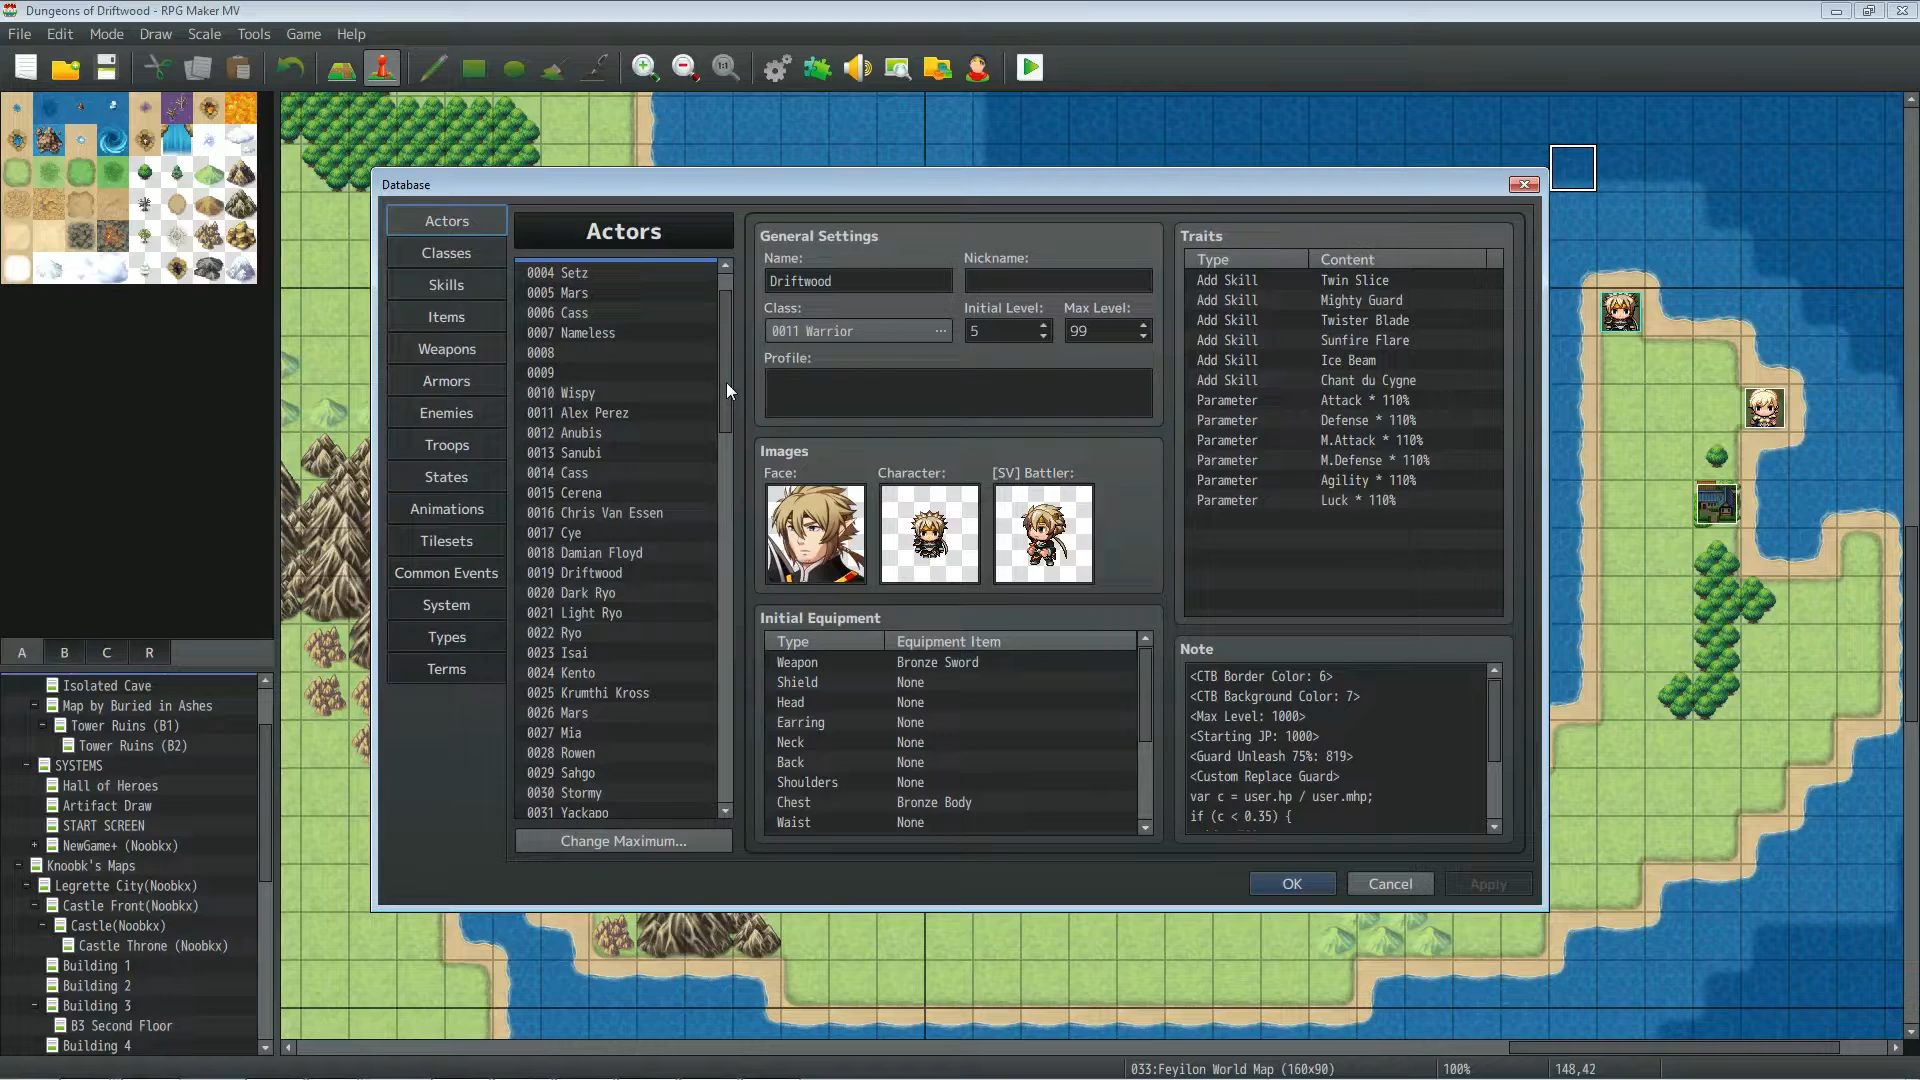 Dungeons of Driftwood - RPG Maker MV
File Edit Mode Draw Scale Tools Game Help
1:1
Database
Actors
Classes
Skills
Items
Weapons
Armors
Enemies
Troops
States
Animations
Tilesets
Common Events
System
Types
Terms
Actors
0004 Setz
0005 Mars
0006 Cass
0007 Nameless
0008
0009
0010 Wispy
0011 Alex Perez
0012 Anubis
0013 Sanubi
0014 Cass
0015 Cerena
0016 Chris Van Essen
0017 Cye
0018 Damian Floyd
0019 Driftwood
0020 Dark Ryo
0021 Light Ryo
0022 Ryo
0023 Isai
0024 Kento
0025 Krumthi Kross
0026 Mars
0027 Mia
0028 Rowen
0029 Sahgo
0030 Stormy
0031 Yackapo
Change Maximum...
General Settings
Name: Nickname:
Driftwood
Class: Initial Level: Max Level:
0011 Warrior ... 5 99
Profile:
Images
Face: Character: [SV] Battler:
Initial Equipment
Type Equipment Item
Weapon Bronze Sword
Shield None
Head None
Earring None
Neck None
Back None
Shoulders None
Chest Bronze Body
Waist None
Traits
Type Content
Add Skill Twin Slice
Add Skill Mighty Guard
Add Skill Twister Blade
Add Skill Sunfire Flare
Add Skill Ice Beam
Add Skill Chant du Cygne
Parameter Attack * 110%
Parameter Defense * 110%
Parameter M.Attack * 110%
Parameter M.Defense * 110%
Parameter Agility * 110%
Parameter Luck * 110%
Note
<CTB Border Color: 6>
<CTB Background Color: 7>
<Max Level: 1000>
<Starting JP: 1000>
<Guard Unleash 75%: 819>
<Custom Replace Guard>
var c = user.hp / user.mhp;
if (c < 0.35) {
OK Cancel Apply
A B C R
Isolated Cave
Map by Buried in Ashes
Tower Ruins (B1)
Tower Ruins (B2)
SYSTEMS
Hall of Heroes
Artifact Draw
START SCREEN
NewGame+ (Noobkx)
Knoobk's Maps
Legrette City(Noobkx)
Castle Front(Noobkx)
Castle(Noobkx)
Castle Throne (Noobkx)
Building 1
Building 2
Building 3
B3 Second Floor
Building 4
033:Feyilon World Map (160x90) 100% 148,42